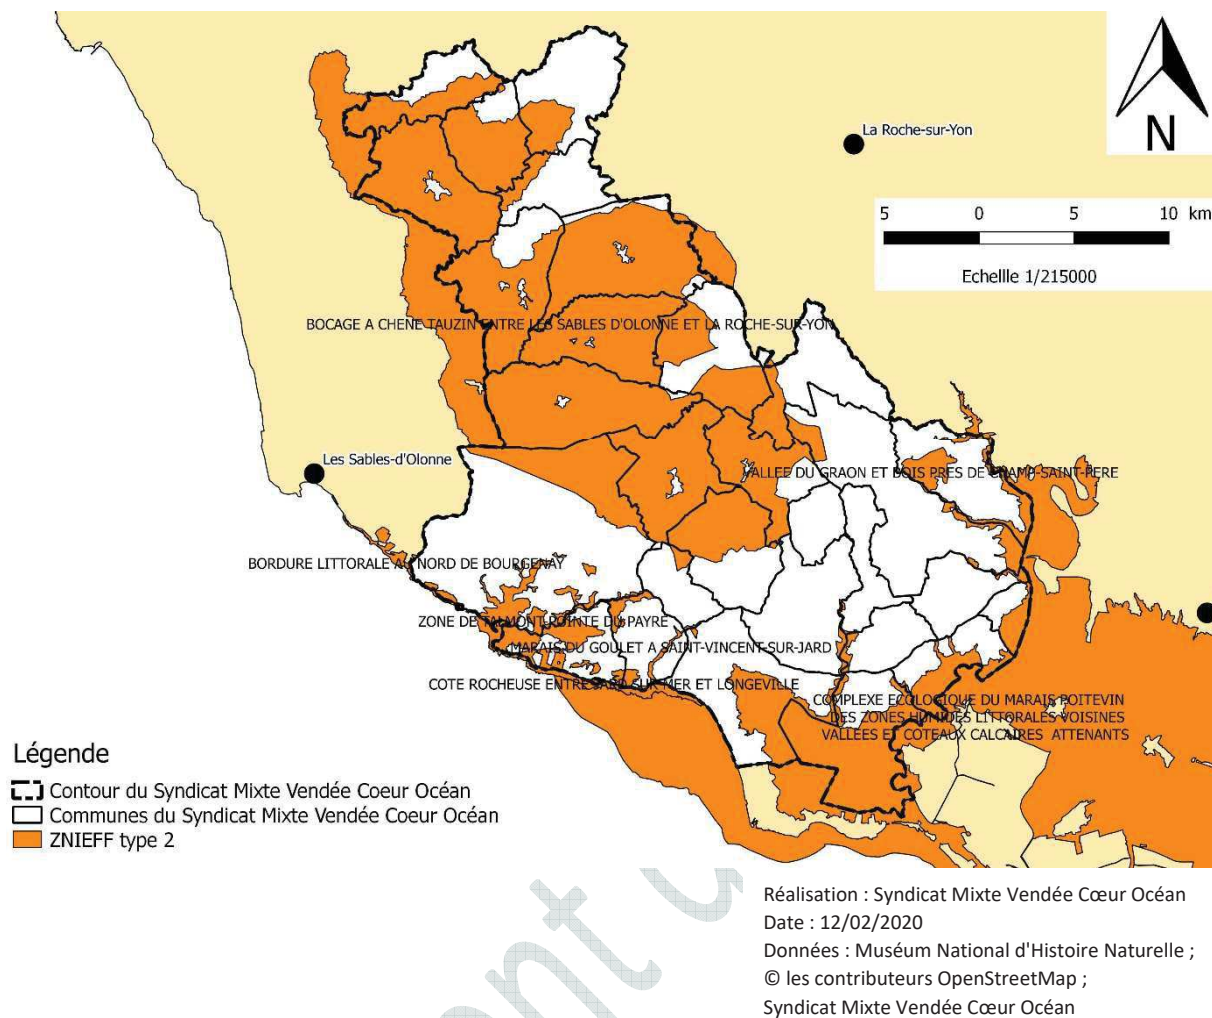 N
La Roche-sur-Yon
5 0 5 10 km
Echellle 1/215000
BOCAGE A CHENE TAUZIN ENTRE LES SABLES D'OLONNE ET LA ROCHE-SUR-YON
Les Sables-d'Olonne
VALLEE DU GRAON ET BOIS PRES DE CHAMP-SAINT-PERE
BORDURE LITTORALE AU NORD DE BOURGENAY
ZONE DE TALMONT-POINTE DU PAYRE
MARAIS DU GOULET A SAINT-VINCENT-SUR-JARD
COTE ROCHEUSE ENTRE JARD-SUR-MER ET LONGEVILLE
COMPLEXE ECOLOGIQUE DU MARAIS POITEVIN
DES ZONES HUMIDES LITTORALES VOISINES
VALLEES ET COTEAUX CALCAIRES ATTENANTS
Légende
Contour du Syndicat Mixte Vendée Coeur Océan
Communes du Syndicat Mixte Vendée Coeur Océan
ZNIEFF type 2
Réalisation : Syndicat Mixte Vendée Cœur Océan
Date : 12/02/2020
Données : Muséum National d'Histoire Naturelle ;
© les contributeurs OpenStreetMap ;
Syndicat Mixte Vendée Cœur Océan